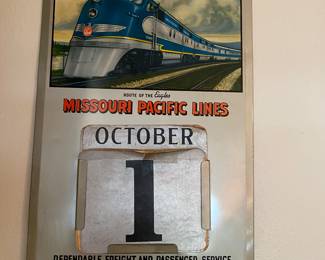 ROUTE OF THE Eagles
MISSOURI PACIFIC LINES
OCTOBER
1
DEPENDABLE FREIGHT AND PASSENGER SERVICE